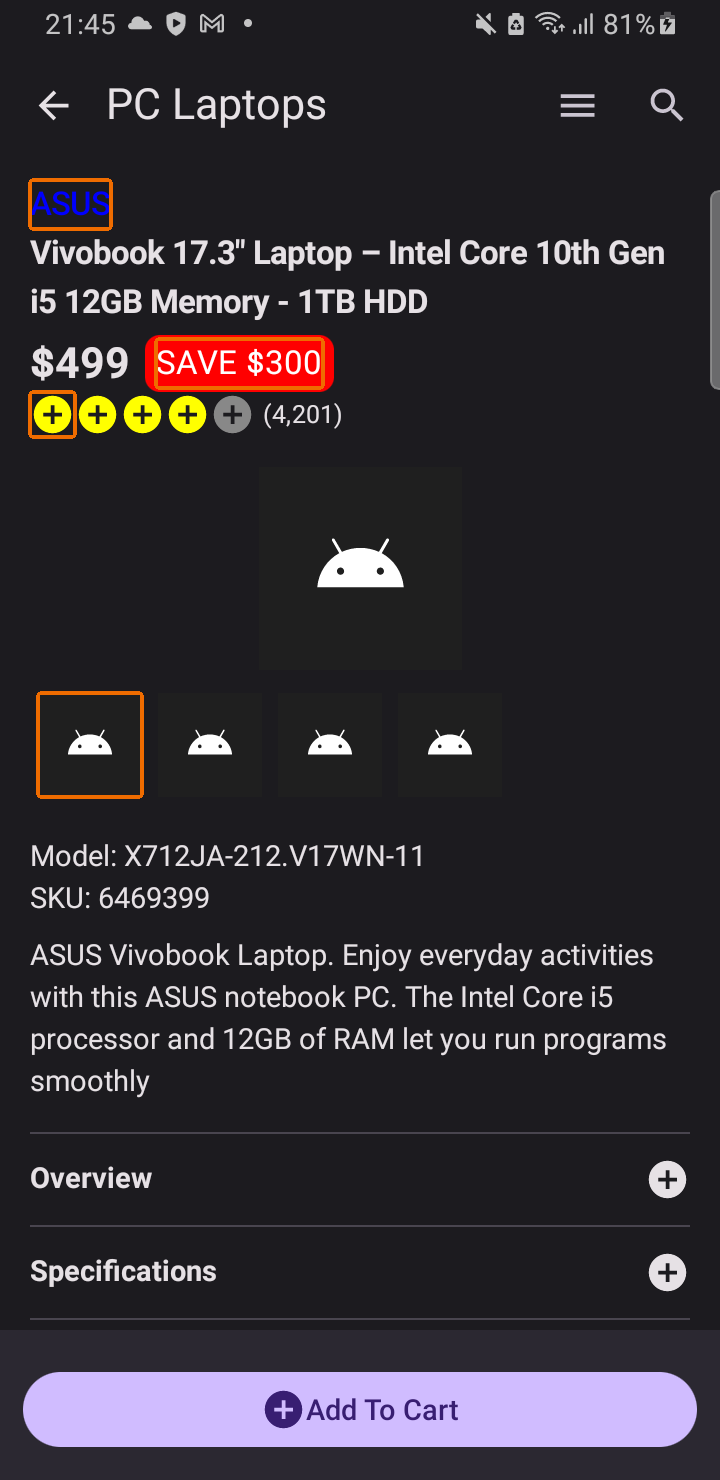 21:45
81%
PC Laptops
ASUS
Vivobook 17.3" Laptop – Intel Core 10th Gen
i5 12GB Memory - 1TB HDD
$499 SAVE $300
(4,201)
Model: X712JA-212.V17WN-11
SKU: 6469399
ASUS Vivobook Laptop. Enjoy everyday activities
with this ASUS notebook PC. The Intel Core i5
processor and 12GB of RAM let you run programs
smoothly
Overview
Specifications
Add To Cart